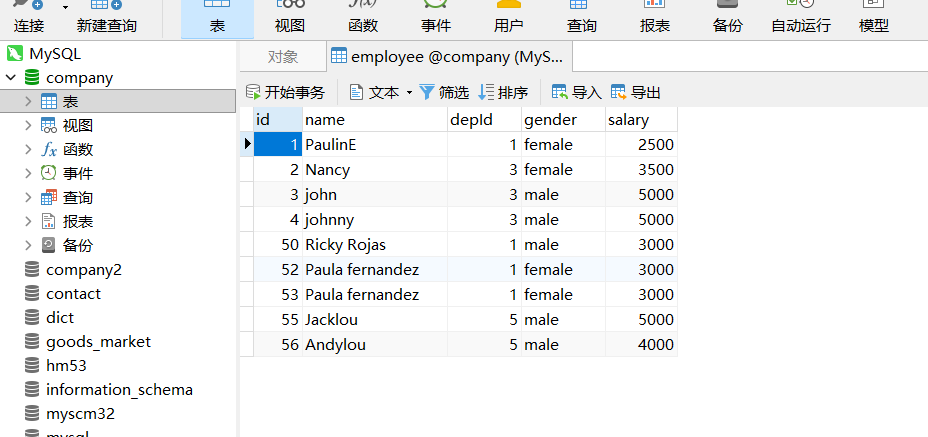 连接 新建查询 表 视图 函数 事件 用户 查询 报表 备份 自动运行 模型
MySQL
company
表
视图
函数
事件
查询
报表
备份
company2
contact
dict
goods_market
hm53
information_schema
myscm32
mysql
对象 employee @company (MyS...
开始事务 文本 筛选 排序 导入 导出
id name depId gender salary
1 PaulinE 1 female 2500
2 Nancy 3 female 3500
3 john 3 male 5000
4 johnny 3 male 5000
50 Ricky Rojas 1 male 3000
52 Paula fernandez 1 female 3000
53 Paula fernandez 1 female 3000
55 Jacklou 5 male 5000
56 Andylou 5 male 4000